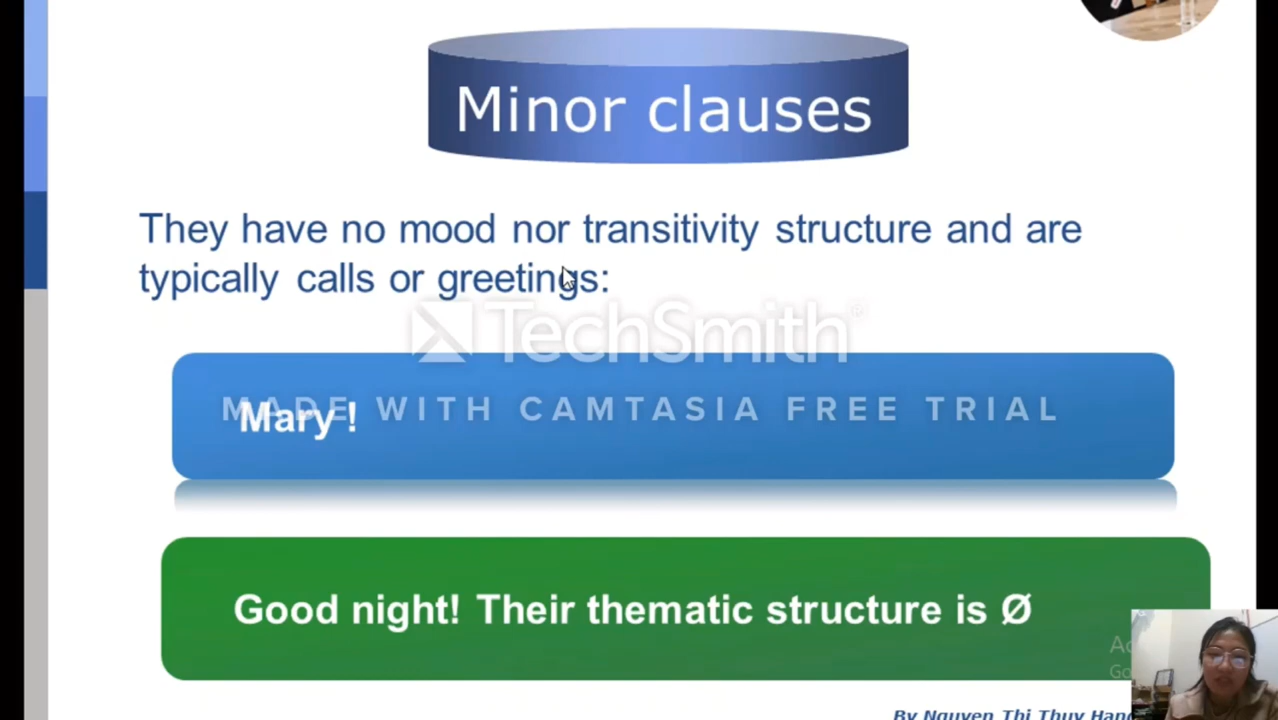 Minor clauses
They have no mood nor transitivity structure and are
typically calls or greetings:
TechSmith®
MADE WITH CAMTASIA FREE TRIAL
Mary !
Good night! Their thematic structure is Ø
By Nguyen Thi Thuy Hang